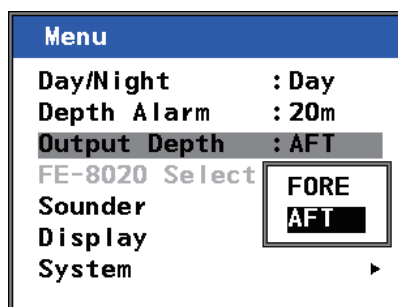 Menu
Day/Night : Day
Depth Alarm : 20m
Output Depth : AFT
FE-8020 Select
FORE
AFT
Sounder
Display
System